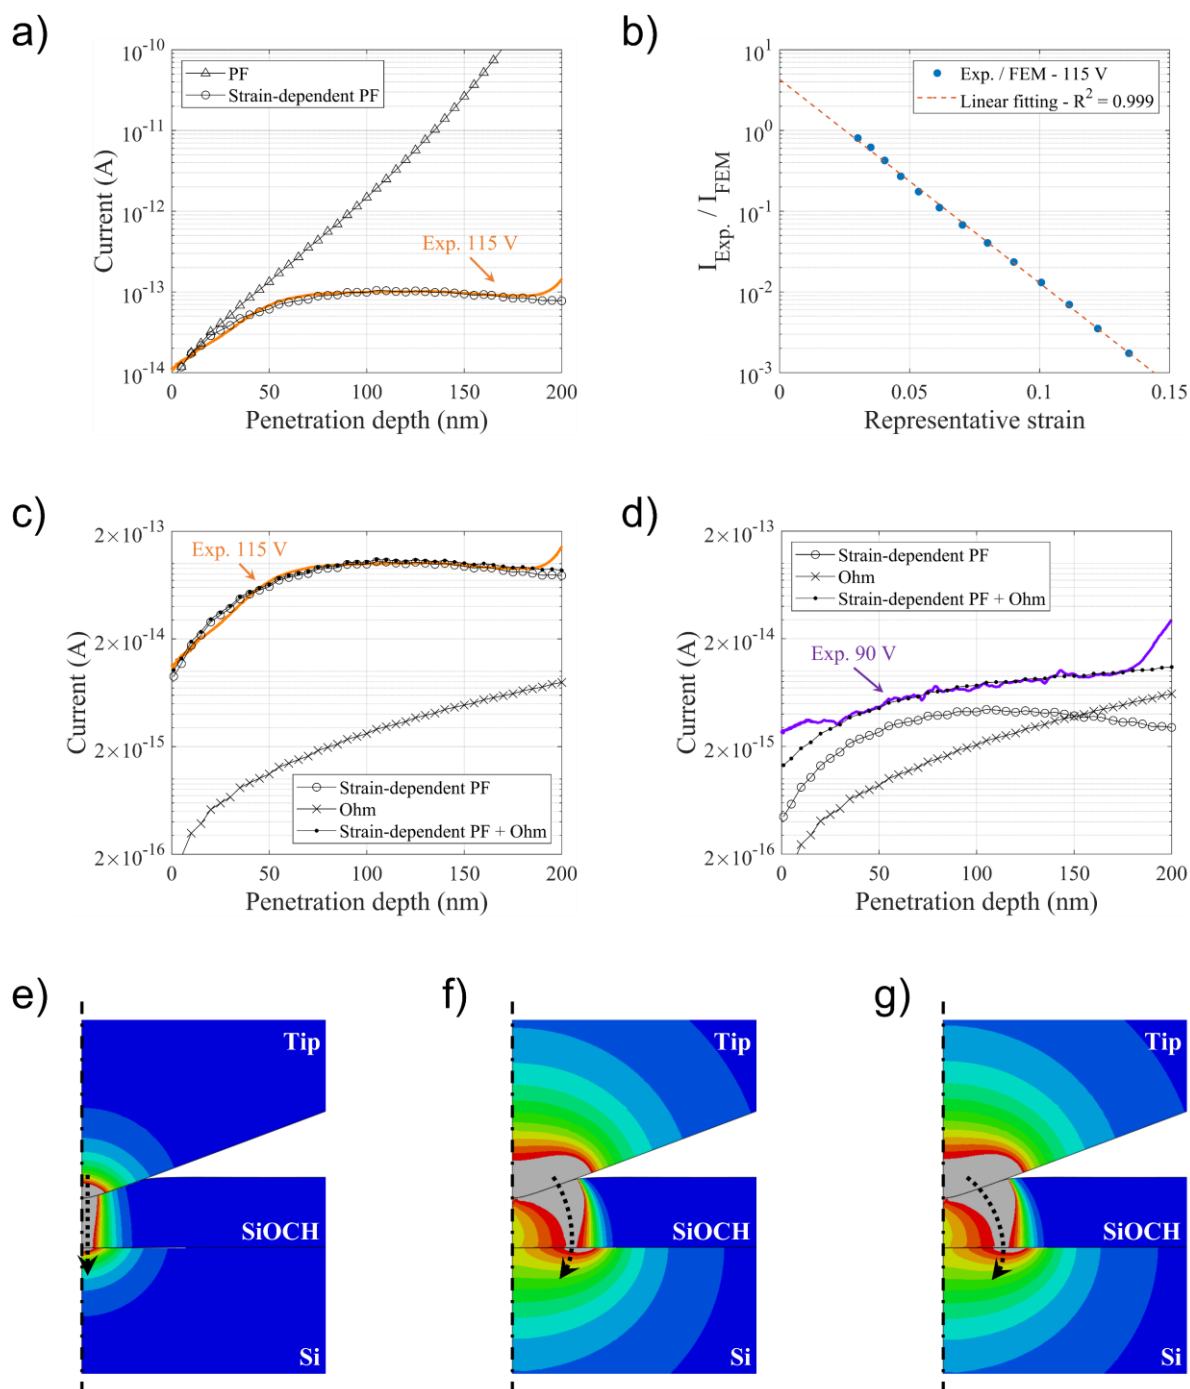 a)
10⁻¹⁰
10⁻¹¹
10⁻¹²
10⁻¹³
10⁻¹⁴
Current (A)
PF
Strain-dependent PF
Exp. 115 V
0 50 100 150 200
Penetration depth (nm)
b)
10¹
10⁰
10⁻¹
10⁻²
10⁻³
I_Exp. / I_FEM
Exp. / FEM - 115 V
Linear fitting - R² = 0.999
0 0.05 0.1 0.15
Representative strain
c)
2×10⁻¹³
2×10⁻¹⁴
2×10⁻¹⁵
2×10⁻¹⁶
Current (A)
Exp. 115 V
Strain-dependent PF
Ohm
Strain-dependent PF + Ohm
0 50 100 150 200
Penetration depth (nm)
d)
2×10⁻¹³
2×10⁻¹⁴
2×10⁻¹⁵
2×10⁻¹⁶
Current (A)
Strain-dependent PF
Ohm
Strain-dependent PF + Ohm
Exp. 90 V
0 50 100 150 200
Penetration depth (nm)
e)
Tip
SiOCH
Si
f)
Tip
SiOCH
Si
g)
Tip
SiOCH
Si